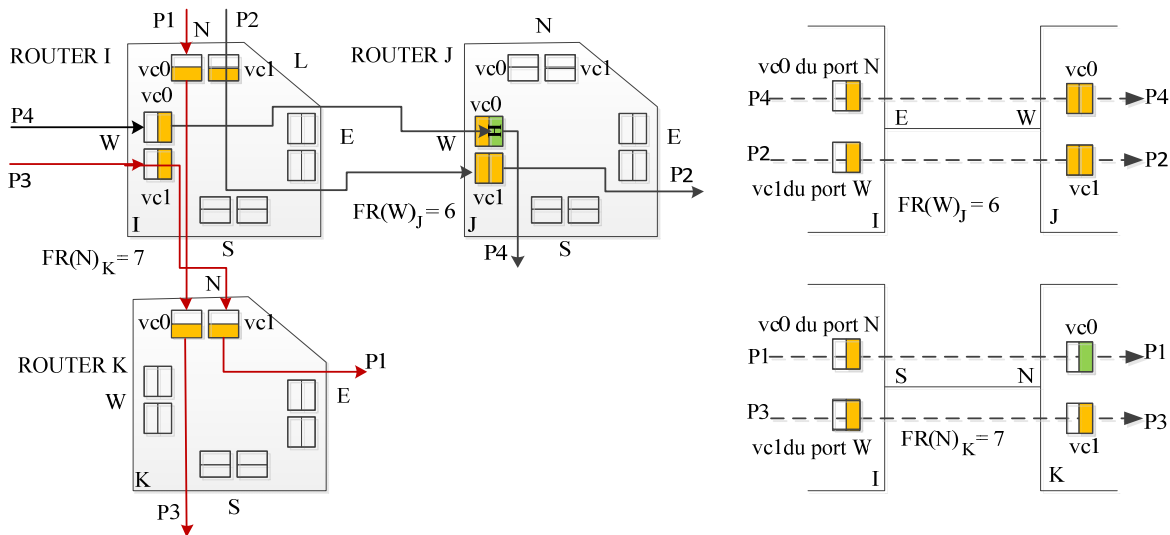 P1 N P2
ROUTER I
L
ROUTER J
N
vc0 vc1
vc0 vc1
vc0
vc0
H
P4
W
E
W
E
P3
vc1
vc1
P2
FR(W)J = 6
I
S
J
S
P4
FR(N)K = 7
N
vc0 vc1
ROUTER K
P1
W
E
K
S
P3
vc0 du port N
vc0
P4
P4
E W
P2
P2
vc1du port W
vc1
FR(W)J = 6
I
J
vc0 du port N
vc0
P1
P1
S N
P3
P3
vc1du port W
FR(N)K = 7
vc1
I
K